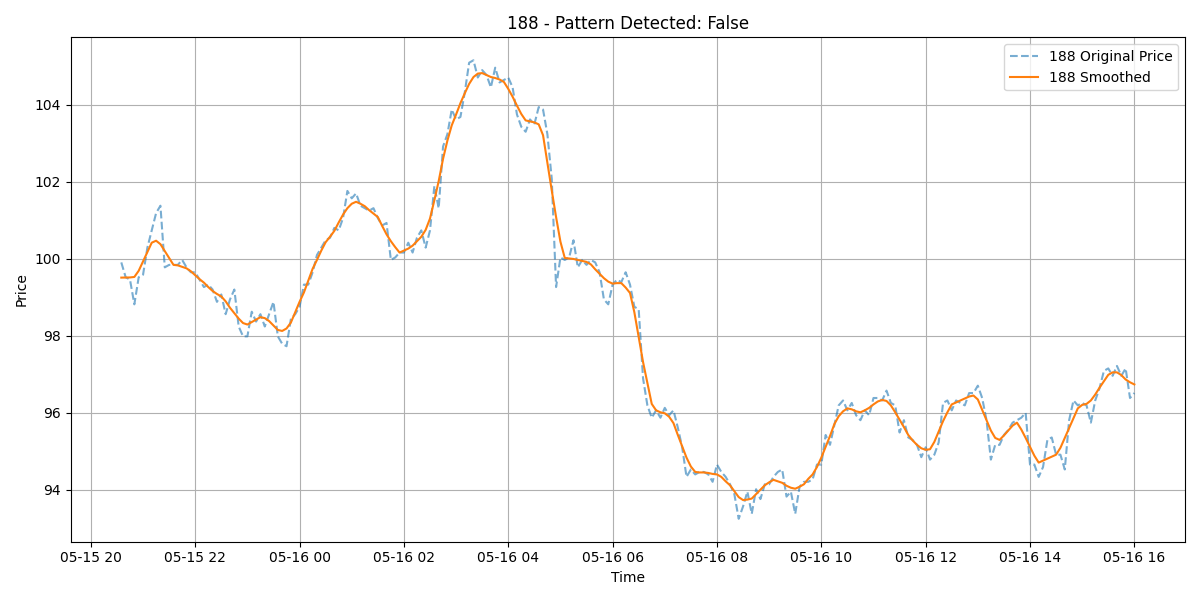 188 - Pattern Detected: False
188 Original Price
188 Smoothed
Price
104
102
100
98
96
94
05-15 20 05-15 22 05-16 00 05-16 02 05-16 04 05-16 06 05-16 08 05-16 10 05-16 12 05-16 14 05-16 16
Time